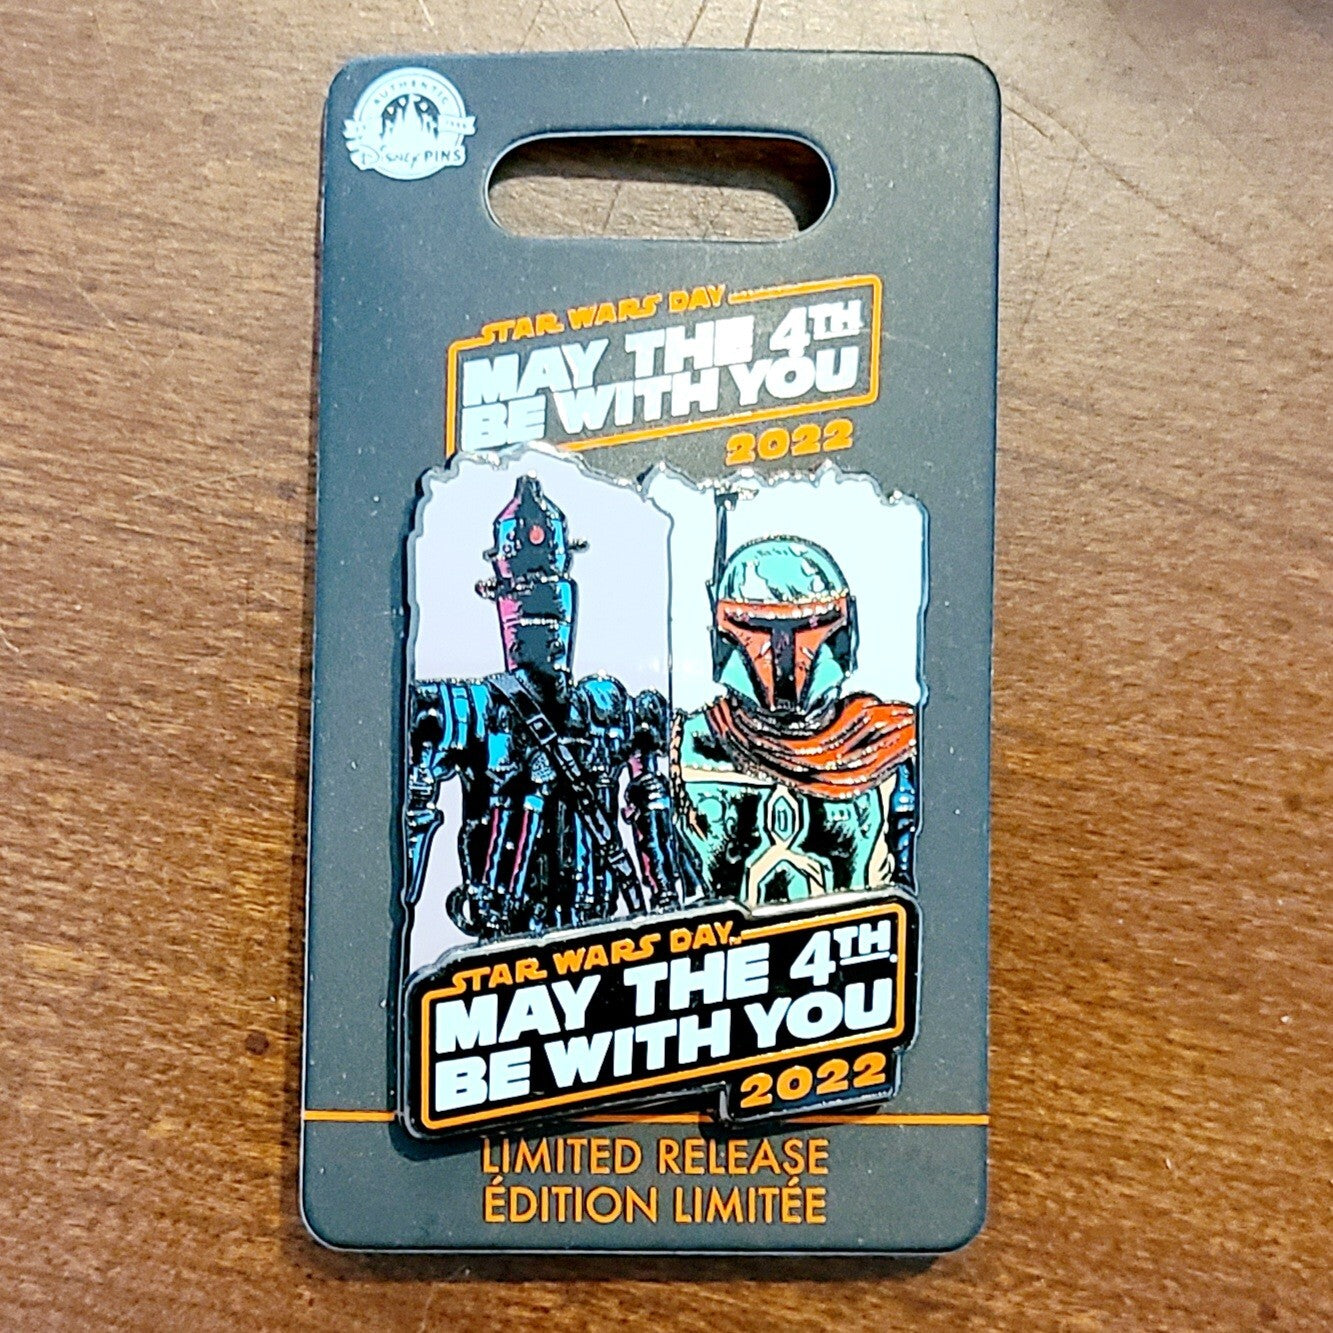 AUTHENTIC
DISNEY PINS
STAR WARS DAY
MAY THE 4TH
BE WITH YOU
2022
STAR WARS DAY
MAY THE 4TH
BE WITH YOU
2022
LIMITED RELEASE
ÉDITION LIMITÉE